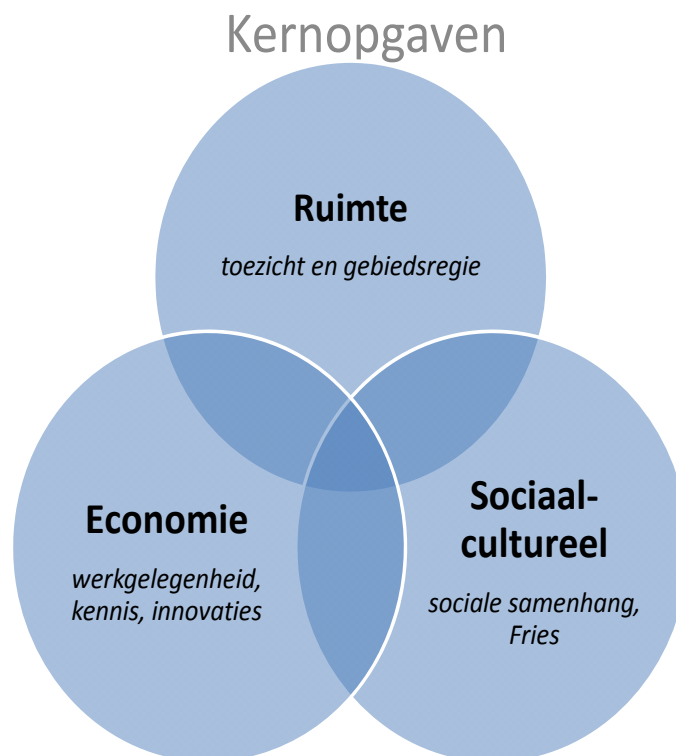 Kernopgaven
Ruimte
toezicht en gebiedsregie
Economie
werkgelegenheid,
kennis, innovaties
Sociaal-
cultureel
sociale samenhang,
Fries